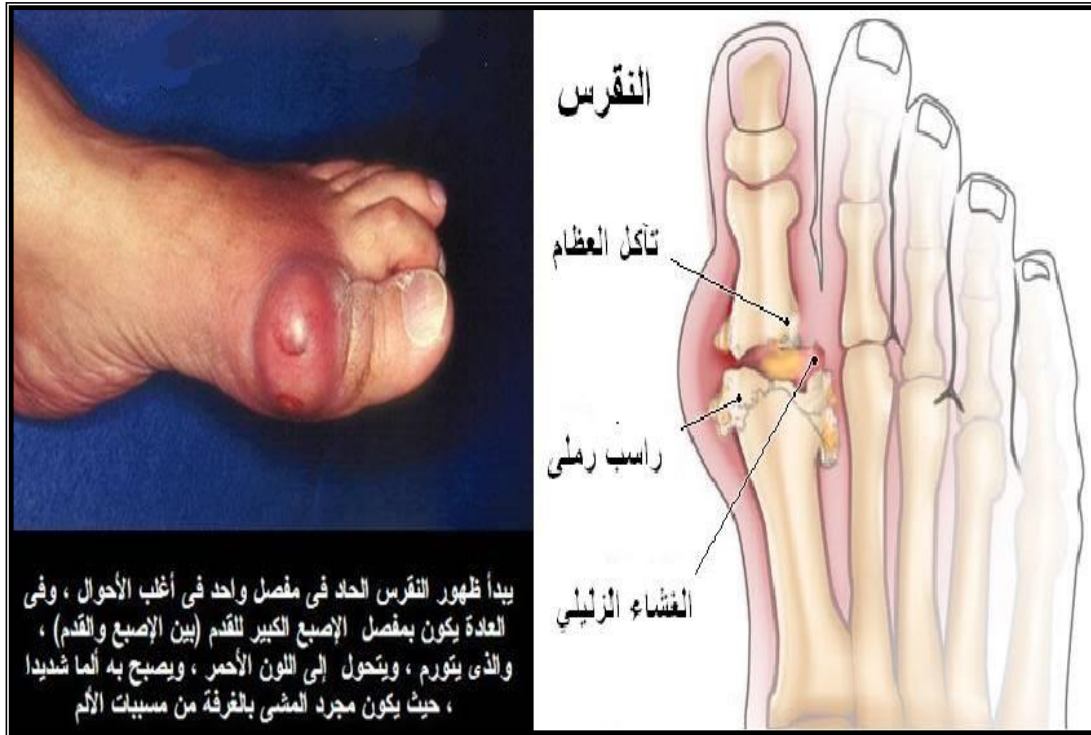 النقرس
تآكل العظام
راسب رملى
الغشاء الزليلي
يبدأ ظهور النقرس الحاد فى مفصل واحد فى أغلب الأحوال ، وفى
العادة يكون بمفصل الإصبع الكبير للقدم (بين الإصبع والقدم) ،
والذى يتورم ، ويتحول إلى اللون الأحمر ، ويصبح به ألما شديدا
، حيث يكون مجرد المشى بالغرفة من مسببات الألم